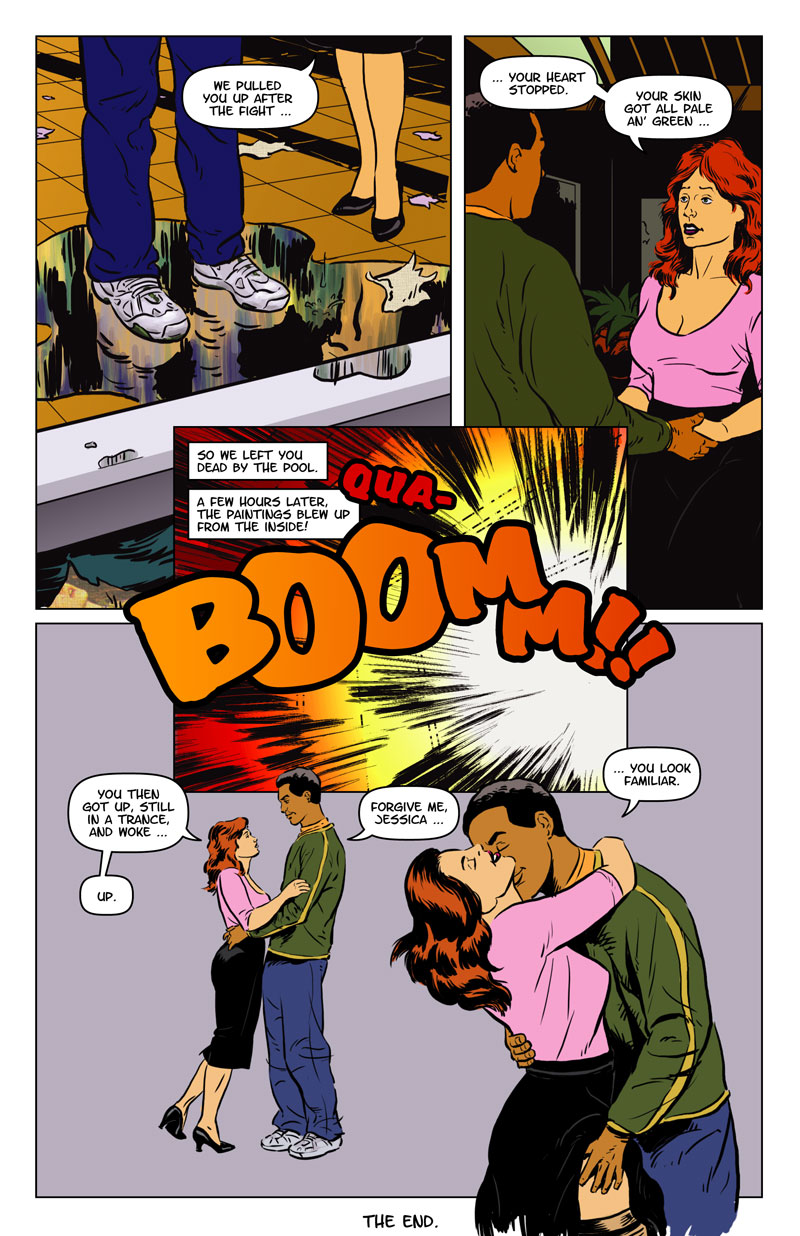 WE PULLED
YOU UP AFTER
THE FIGHT ...
... YOUR HEART
STOPPED.
YOUR SKIN
GOT ALL PALE
AN' GREEN ...
SO WE LEFT YOU
DEAD BY THE POOL.
A FEW HOURS LATER,
THE PAINTINGS BLEW UP
FROM THE INSIDE!
QUA-
BOOMM!!
YOU THEN
GOT UP, STILL
IN A TRANCE,
AND WOKE ...
UP.
FORGIVE ME,
JESSICA ...
... YOU LOOK
FAMILIAR.
THE END.